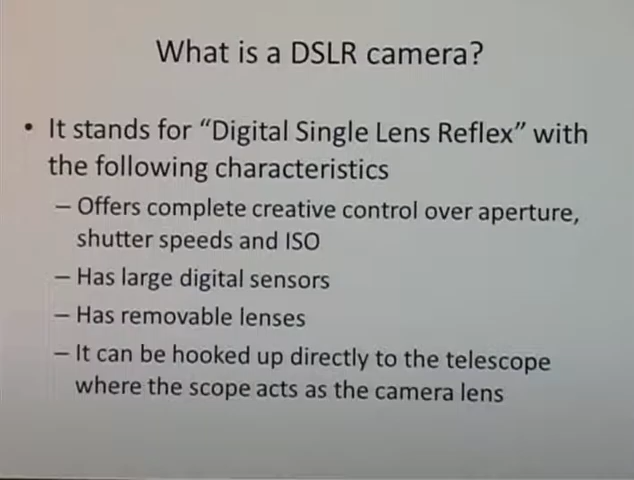 What is a DSLR camera?
• It stands for “Digital Single Lens Reflex” with
the following characteristics
– Offers complete creative control over aperture,
shutter speeds and ISO
– Has large digital sensors
– Has removable lenses
– It can be hooked up directly to the telescope
where the scope acts as the camera lens